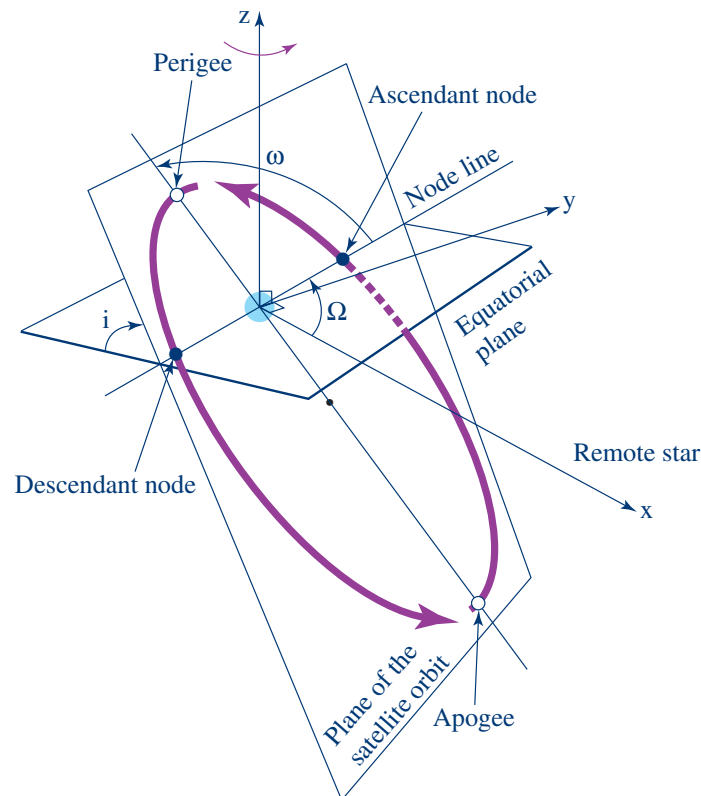 z
Perigee
Ascendant node
ω
Node line
y
i
Ω
Equatorial
plane
Remote star
Descendant node
x
Plane of the
satellite orbit
Apogee